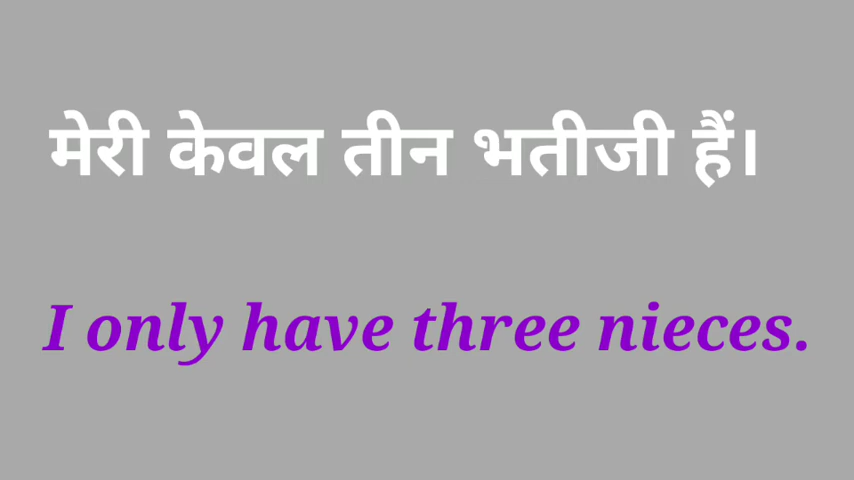 मेरी केवल तीन भतीजी हैं।
I only have three nieces.